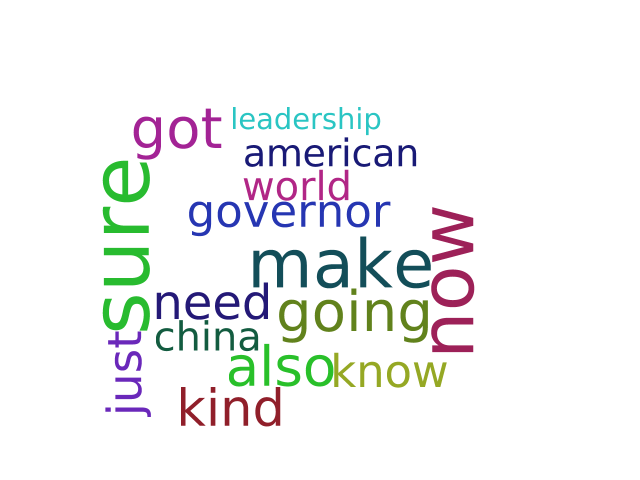 leadership
got
american
sure
world
governor
now
make
need
going
china
just
also
know
kind